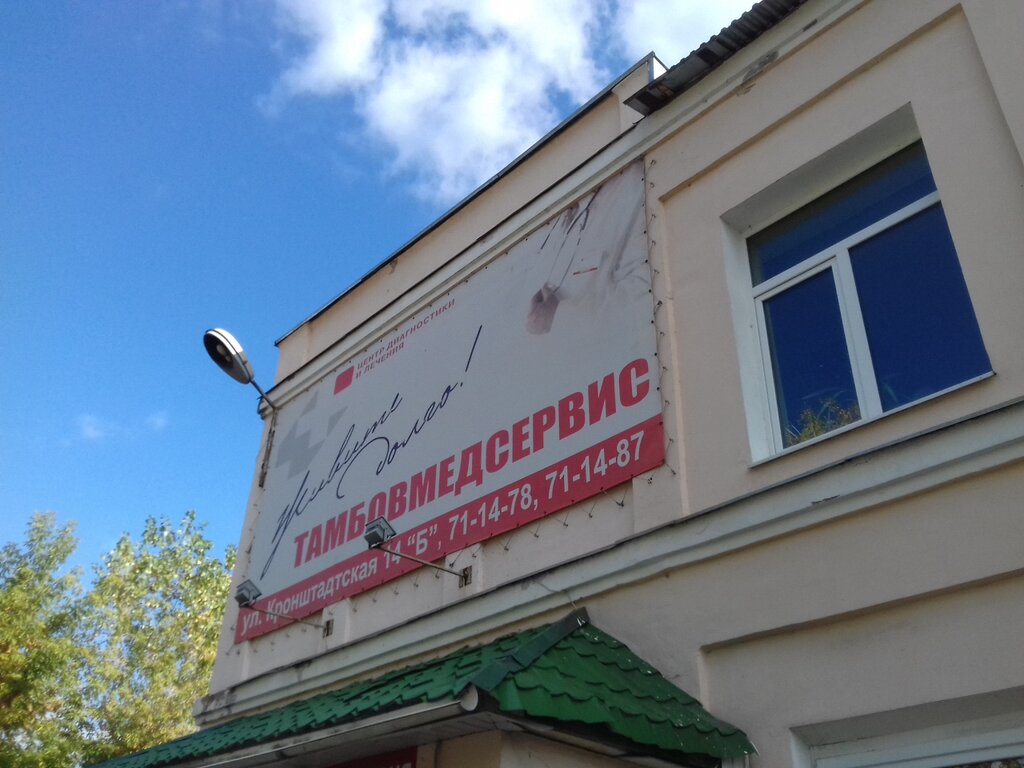 ЦЕНТР ДИАГНОСТИКИ
И ЛЕЧЕНИЯ
Живите
долго!
ТАМБОВМЕДСЕРВИС
ул. Кронштадтская 14 "Б", 71-14-78, 71-14-87